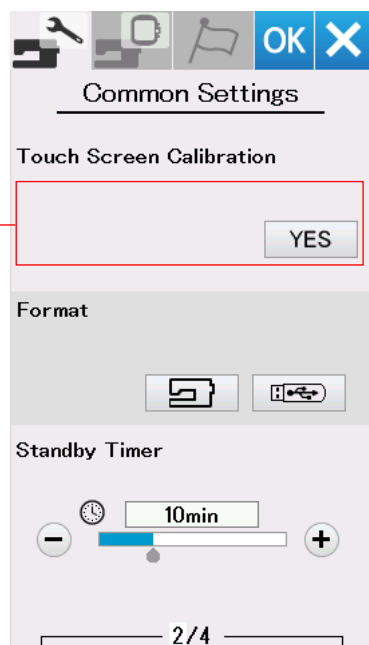 OK
Common Settings
Touch Screen Calibration
YES
Format
Standby Timer
10min
2/4